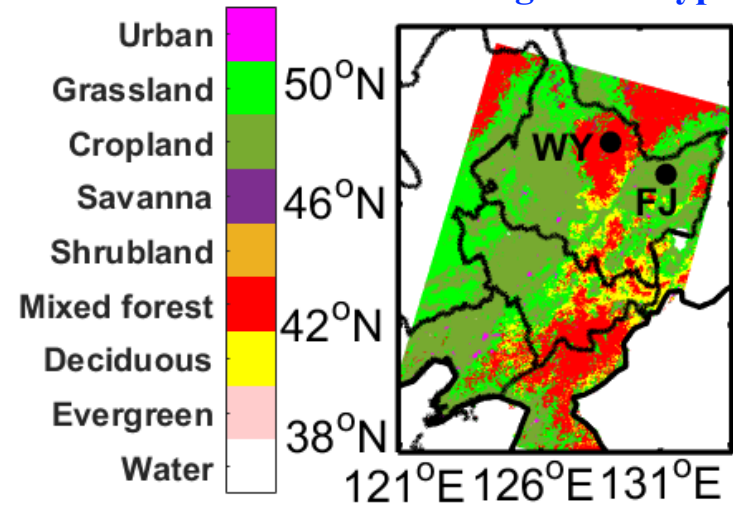 Urban
Grassland
Cropland
Savanna
Shrubland
Mixed forest
Deciduous
Evergreen
Water
50°N
46°N
42°N
38°N
WY
FJ
121°E 126°E 131°E